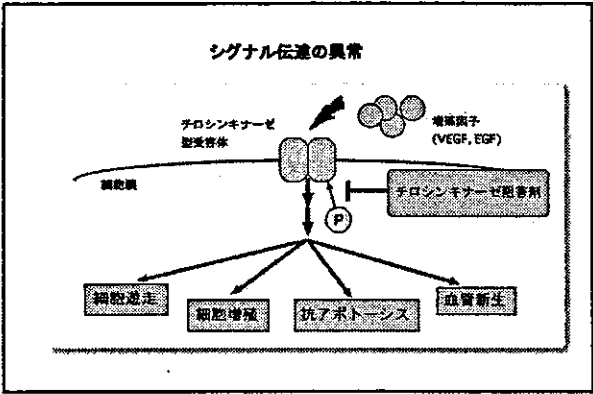 シグナル伝達の異常
チロシンキナーゼ
型受容体
増殖因子
(VEGF, EGF)
細胞膜
チロシンキナーゼ阻害剤
P
細胞遊走
細胞増殖
抗アポトーシス
血管新生